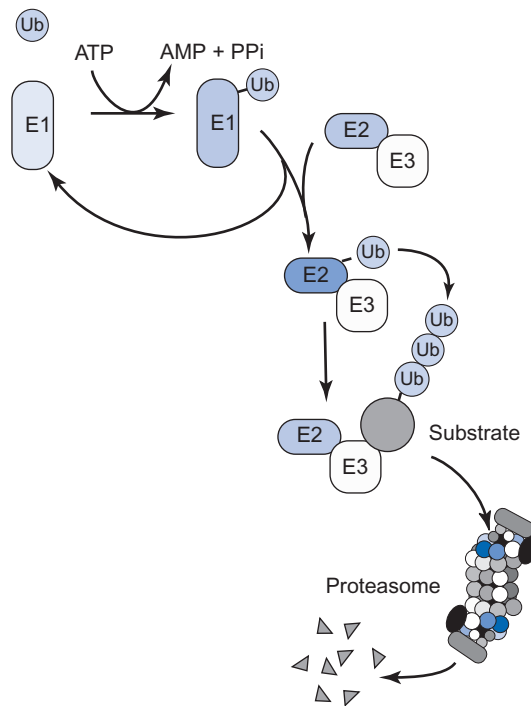 Ub
ATP
AMP + PPi
Ub
E1
E1
E2
E3
Ub
E2
E3
Ub
Ub
Ub
E2
Substrate
E3
Proteasome